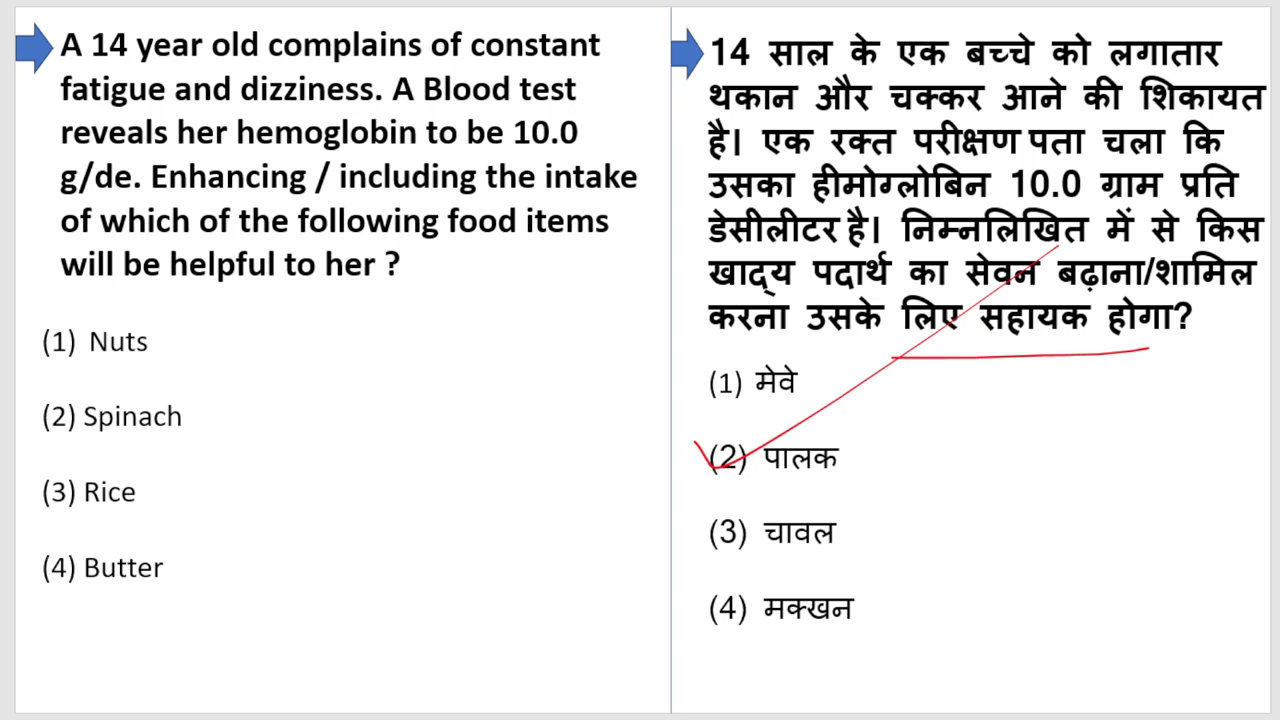 A 14 year old complains of constant
fatigue and dizziness. A Blood test
reveals her hemoglobin to be 10.0
g/de. Enhancing / including the intake
of which of the following food items
will be helpful to her ?
(1) Nuts
(2) Spinach
(3) Rice
(4) Butter
14 साल के एक बच्चे को लगातार
थकान और चक्कर आने की शिकायत
है। एक रक्त परीक्षण पता चला कि
उसका हीमोग्लोबिन 10.0 ग्राम प्रति
डेसीलीटर है। निम्नलिखित में से किस
खाद्य पदार्थ का सेवन बढ़ाना/शामिल
करना उसके लिए सहायक होगा?
(1) मेवे
(2) पालक
(3) चावल
(4) मक्खन